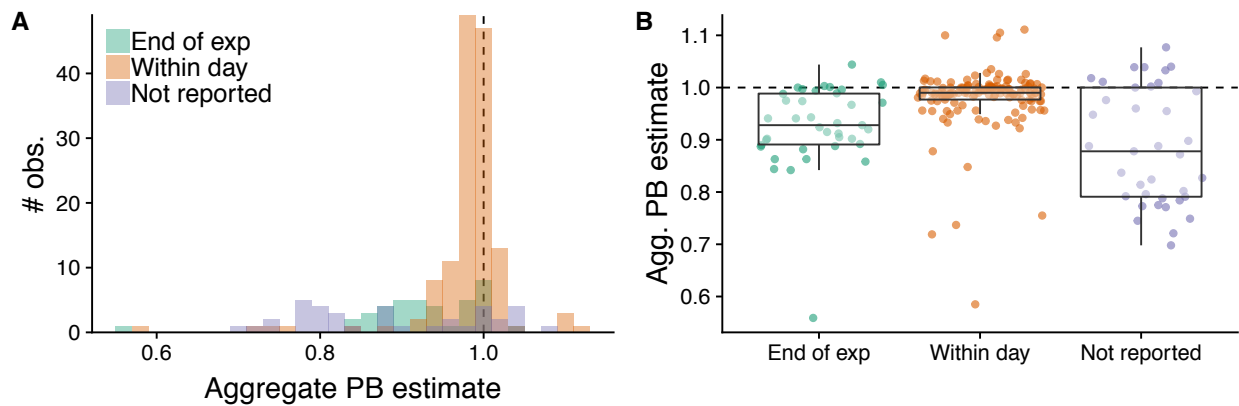 A
End of exp
Within day
Not reported
# obs.
40
30
20
10
0
0.6
0.8
1.0
Aggregate PB estimate
B
Agg. PB estimate
1.1
1.0
0.9
0.8
0.7
0.6
End of exp
Within day
Not reported